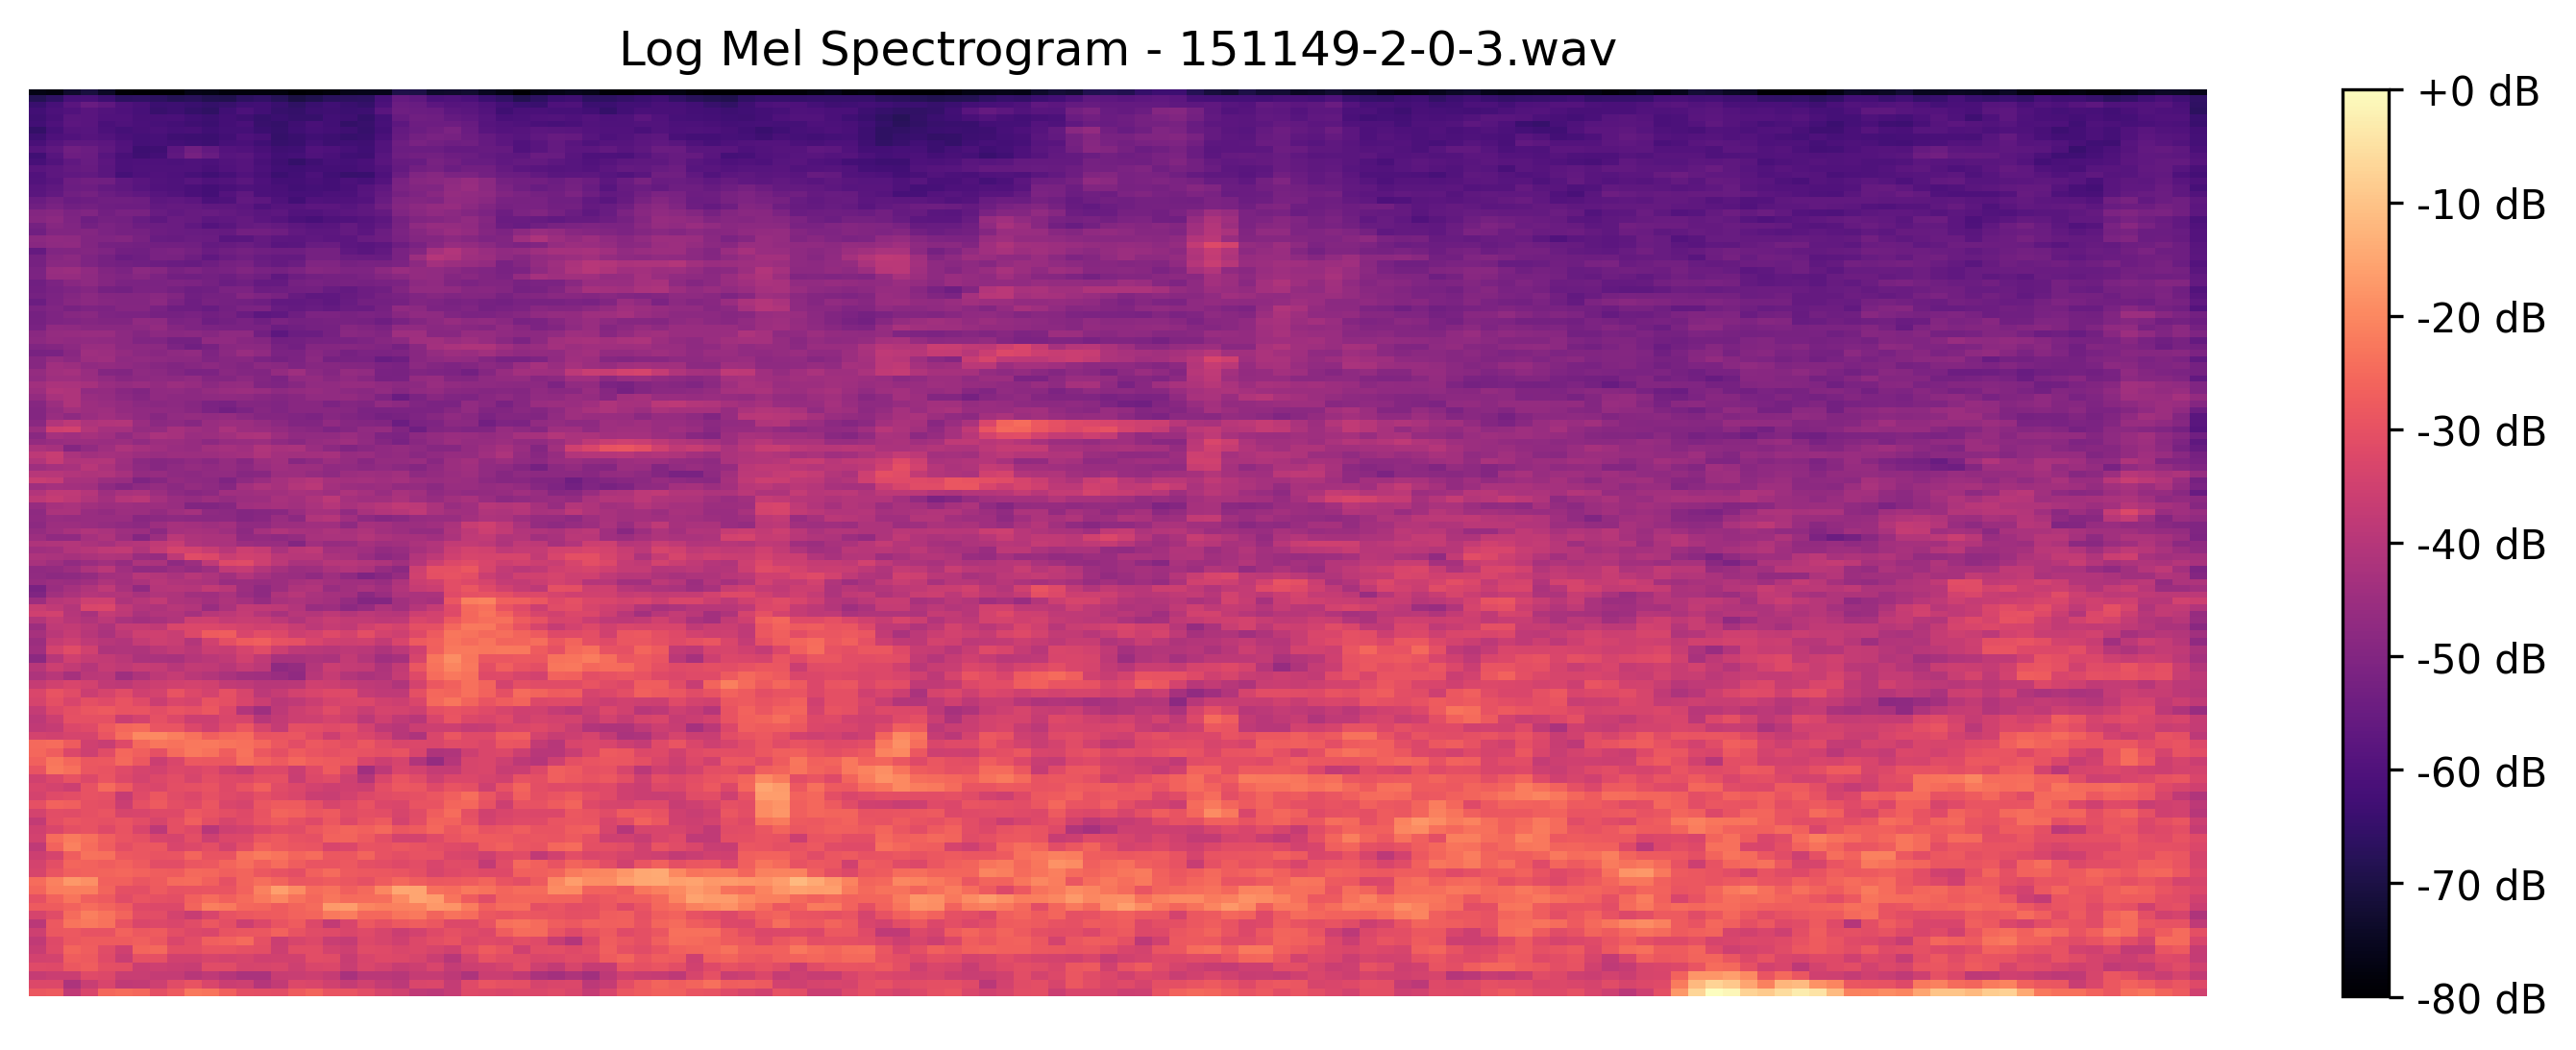 Log Mel Spectrogram - 151149-2-0-3.wav
+0 dB
-10 dB
-20 dB
-30 dB
-40 dB
-50 dB
-60 dB
-70 dB
-80 dB